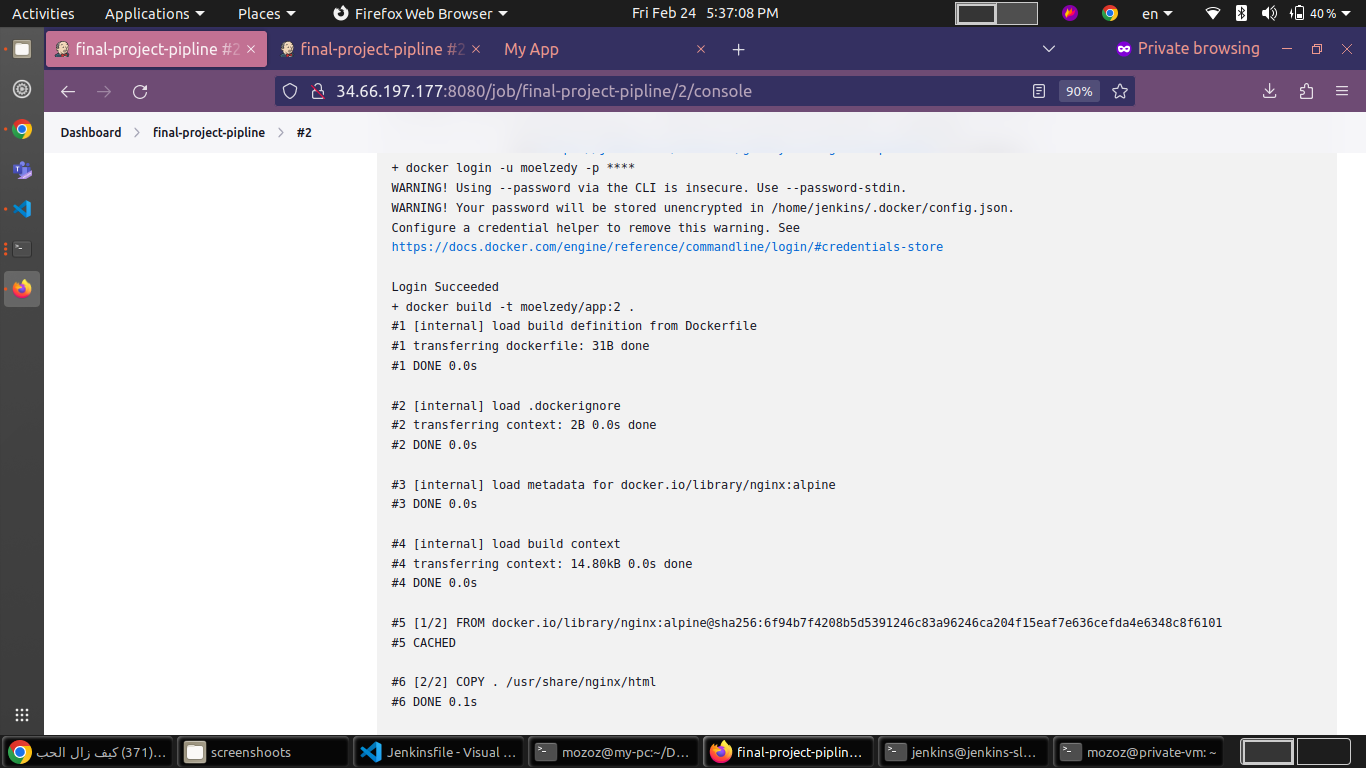 Activities Applications Places Firefox Web Browser Fri Feb 24 5:37:08 PM en 40 %
final-project-pipline #2 final-project-pipline #2 My App Private browsing
34.66.197.177:8080/job/final-project-pipline/2/console 90%
Dashboard final-project-pipline #2
+ docker login -u moelzedy -p ****
WARNING! Using --password via the CLI is insecure. Use --password-stdin.
WARNING! Your password will be stored unencrypted in /home/jenkins/.docker/config.json.
Configure a credential helper to remove this warning. See
https://docs.docker.com/engine/reference/commandline/login/#credentials-store
Login Succeeded
+ docker build -t moelzedy/app:2 .
#1 [internal] load build definition from Dockerfile
#1 transferring dockerfile: 31B done
#1 DONE 0.0s
#2 [internal] load .dockerignore
#2 transferring context: 2B 0.0s done
#2 DONE 0.0s
#3 [internal] load metadata for docker.io/library/nginx:alpine
#3 DONE 0.0s
#4 [internal] load build context
#4 transferring context: 14.80kB 0.0s done
#4 DONE 0.0s
#5 [1/2] FROM docker.io/library/nginx:alpine@sha256:6f94b7f4208b5d5391246c83a96246ca204f15eaf7e636cefda4e6348c8f6101
#5 CACHED
#6 [2/2] COPY . /usr/share/nginx/html
#6 DONE 0.1s
(371) كيف زال الحب... screenshoots Jenkinsfile - Visual ... mozoz@my-pc:~/D... final-project-piplin... jenkins@jenkins-sl... mozoz@private-vm: ~